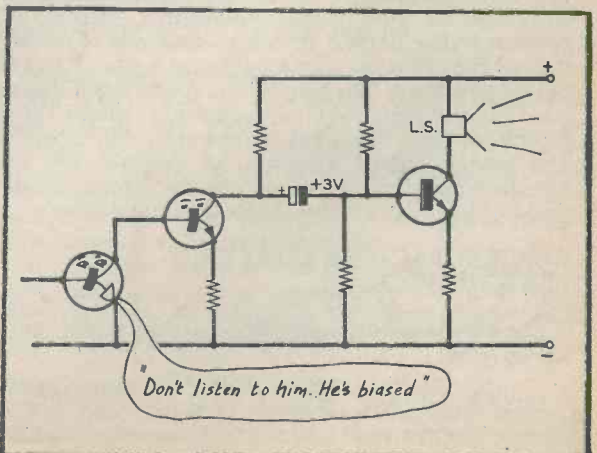 +
L.S.
+ +3V
−
"Don't listen to him. He's biased"